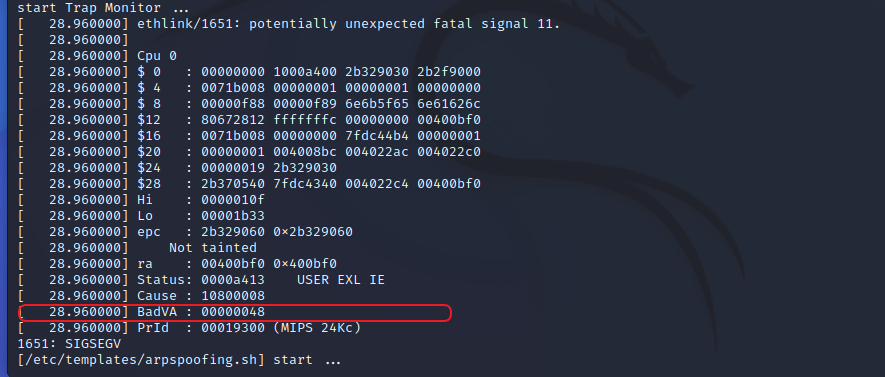 start Trap Monitor ...
[   28.960000] ethlink/1651: potentially unexpected fatal signal 11.
[   28.960000]
[   28.960000] Cpu 0
[   28.960000] $ 0   : 00000000 1000a400 2b329030 2b2f9000
[   28.960000] $ 4   : 0071b008 00000001 00000001 00000000
[   28.960000] $ 8   : 00000f88 00000f89 6e6b5f65 6e61626c
[   28.960000] $12   : 80672812 fffffffc 00000000 00400bf0
[   28.960000] $16   : 0071b008 00000000 7fdc44b4 00000001
[   28.960000] $20   : 00000001 004008bc 004022ac 004022c0
[   28.960000] $24   : 00000019 2b329030
[   28.960000] $28   : 2b370540 7fdc4340 004022c4 00400bf0
[   28.960000] Hi    : 0000010f
[   28.960000] Lo    : 00001b33
[   28.960000] epc   : 2b329060 0×2b329060
[   28.960000]     Not tainted
[   28.960000] ra    : 00400bf0 0×400bf0
[   28.960000] Status: 0000a413    USER EXL IE
[   28.960000] Cause : 10800008
[   28.960000] BadVA : 00000048
[   28.960000] PrId  : 00019300 (MIPS 24Kc)
1651: SIGSEGV
[/etc/templates/arpspoofing.sh] start ...